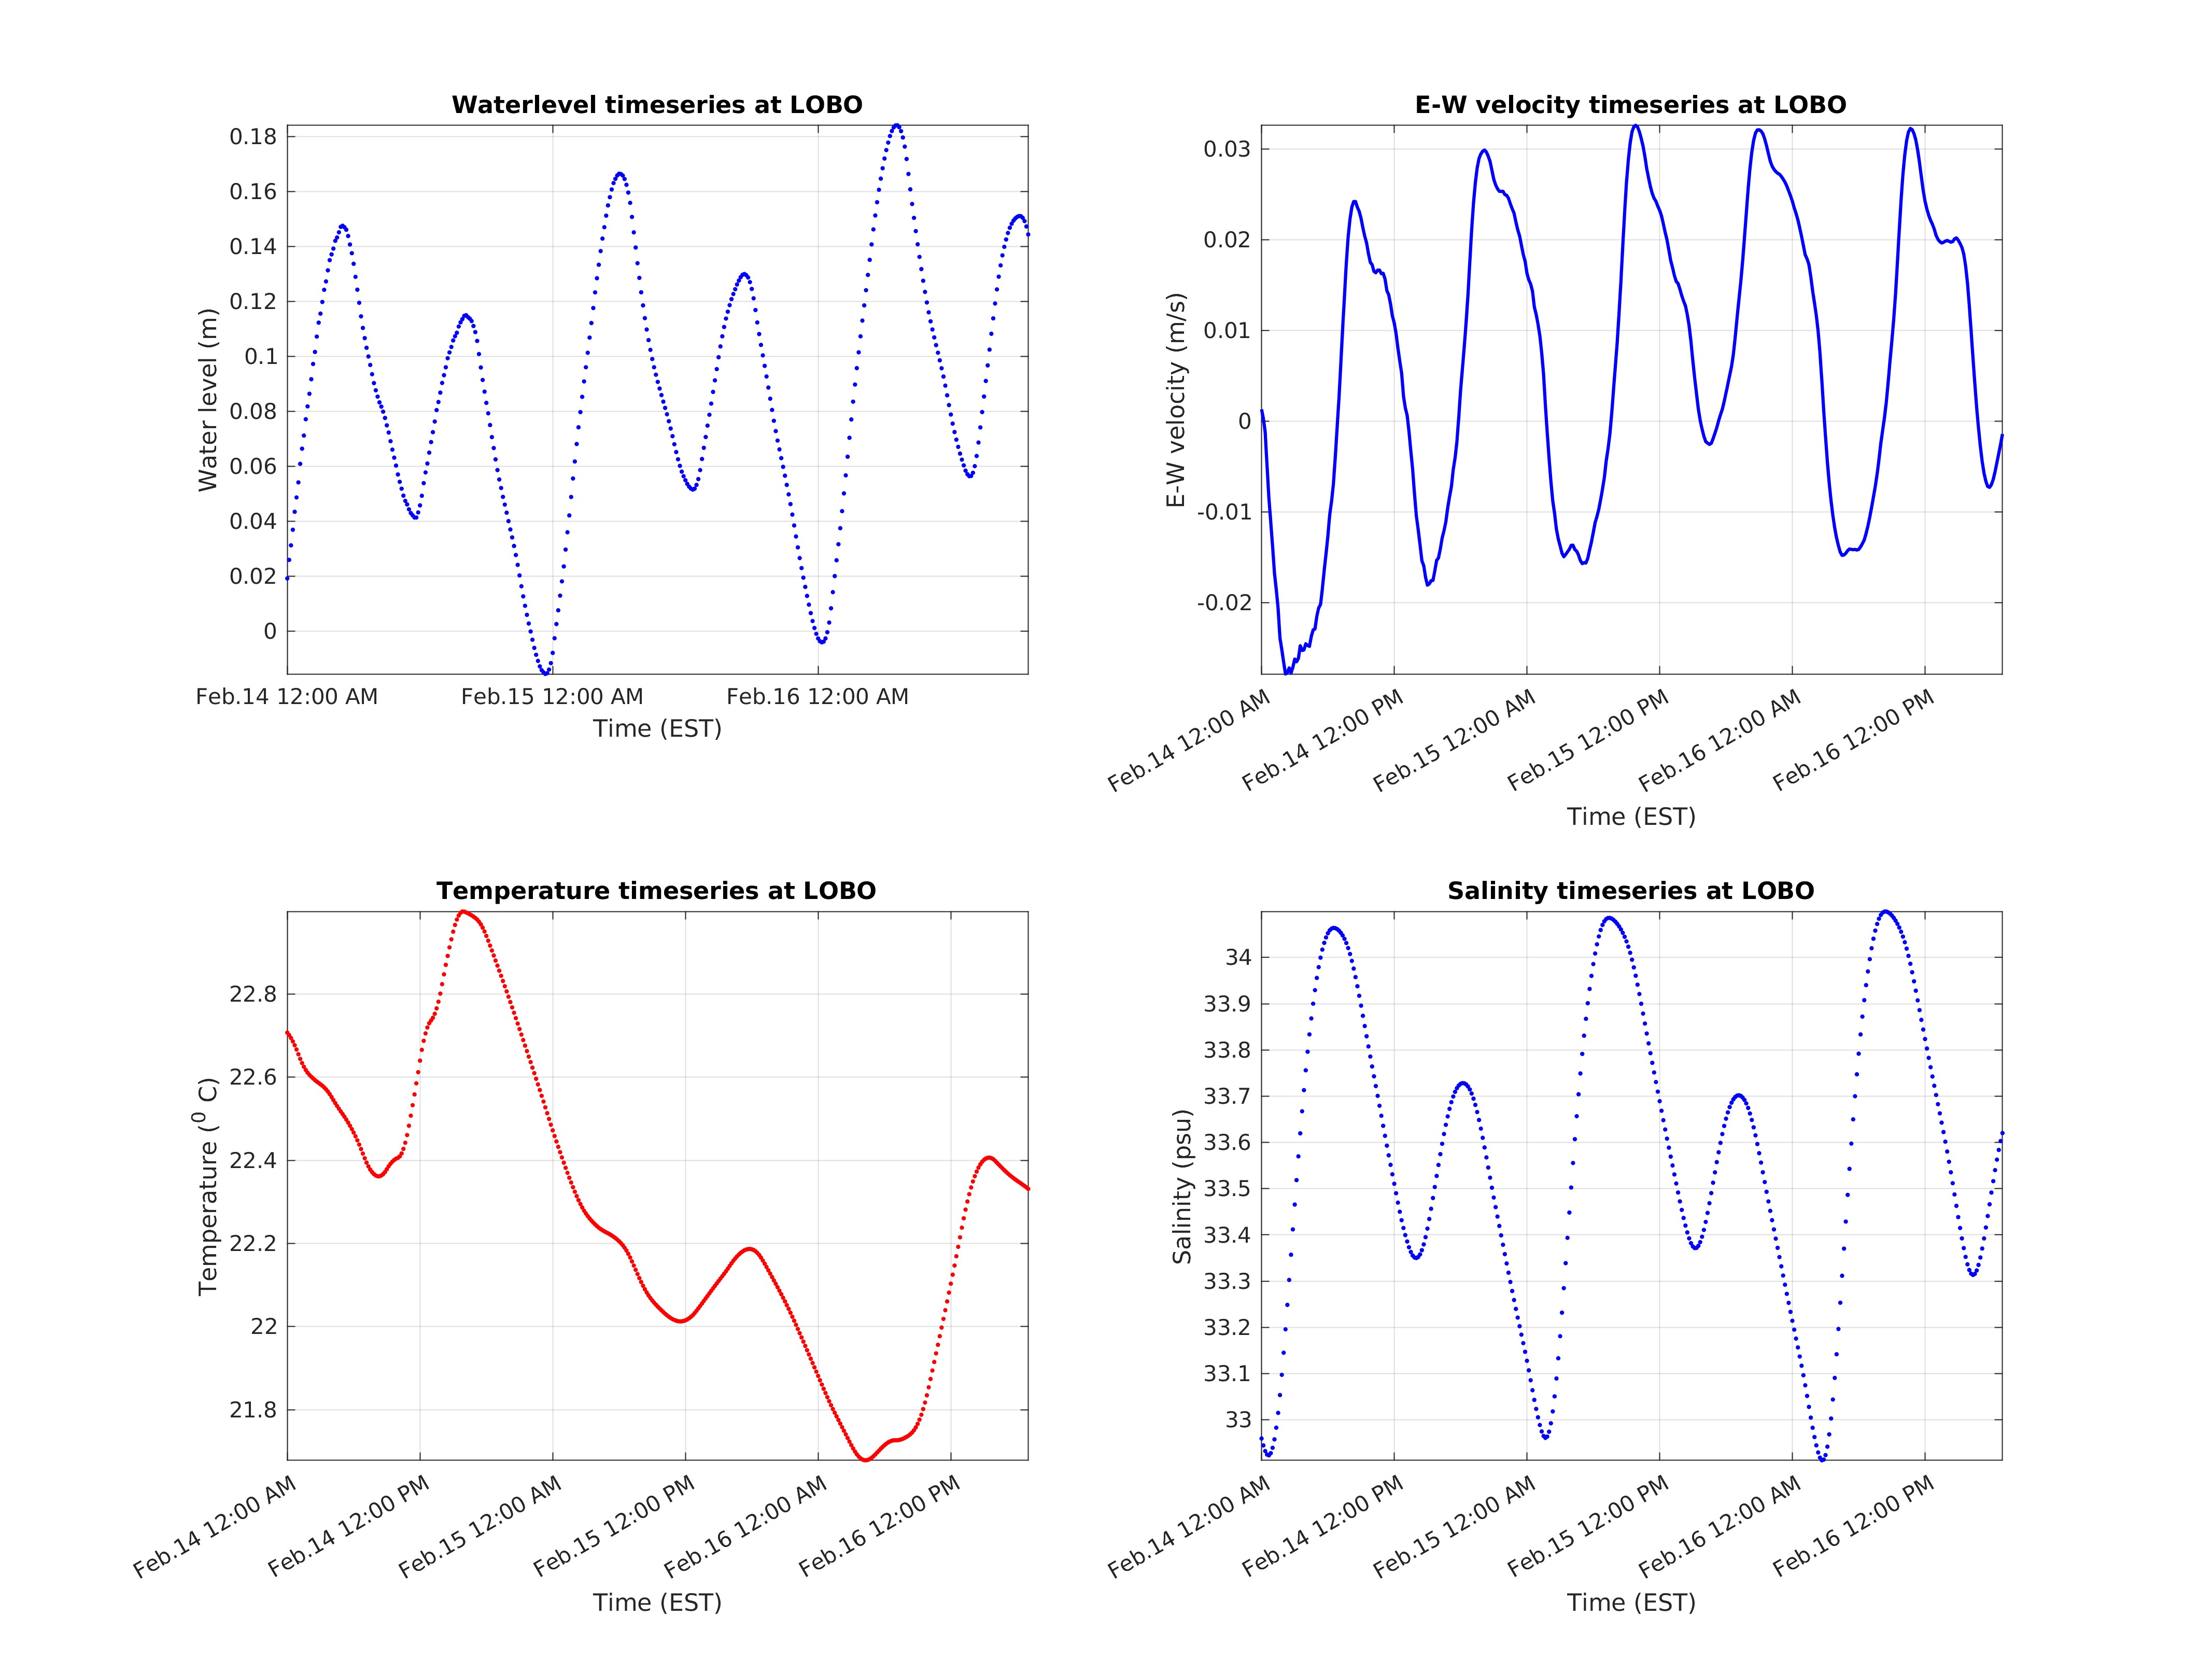 Waterlevel timeseries at LOBO
0.18
0.16
0.14
0.12
0.1
0.08
0.06
0.04
0.02
0
Water level (m)
Feb.14 12:00 AM
Feb.15 12:00 AM
Feb.16 12:00 AM
Time (EST)
E-W velocity timeseries at LOBO
0.03
0.02
0.01
0
-0.01
-0.02
E-W velocity (m/s)
Feb.14 12:00 AM
Feb.14 12:00 PM
Feb.15 12:00 AM
Feb.15 12:00 PM
Feb.16 12:00 AM
Feb.16 12:00 PM
Time (EST)
Temperature timeseries at LOBO
22.8
22.6
22.4
22.2
22
21.8
Temperature (⁰ C)
Feb.14 12:00 AM
Feb.14 12:00 PM
Feb.15 12:00 AM
Feb.15 12:00 PM
Feb.16 12:00 AM
Feb.16 12:00 PM
Time (EST)
Salinity timeseries at LOBO
34
33.9
33.8
33.7
33.6
33.5
33.4
33.3
33.2
33.1
33
Salinity (psu)
Feb.14 12:00 AM
Feb.14 12:00 PM
Feb.15 12:00 AM
Feb.15 12:00 PM
Feb.16 12:00 AM
Feb.16 12:00 PM
Time (EST)